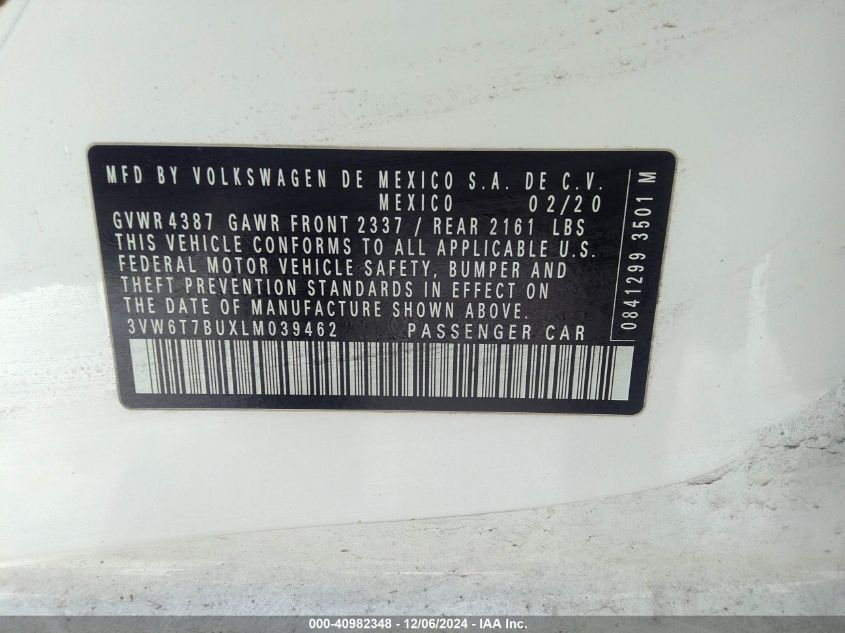 MFD BY VOLKSWAGEN DE MEXICO S.A. DE C.V.
MEXICO 02/20
GVWR 4387 GAWR FRONT 2337 / REAR 2161 LBS
THIS VEHICLE CONFORMS TO ALL APPLICABLE U.S.
FEDERAL MOTOR VEHICLE SAFETY, BUMPER AND
THEFT PREVENTION STANDARDS IN EFFECT ON
THE DATE OF MANUFACTURE SHOWN ABOVE.
3VW6T7BUXLM039462 PASSENGER CAR
0841299 3501 M
000-40982348 - 12/06/2024 - IAAI.com